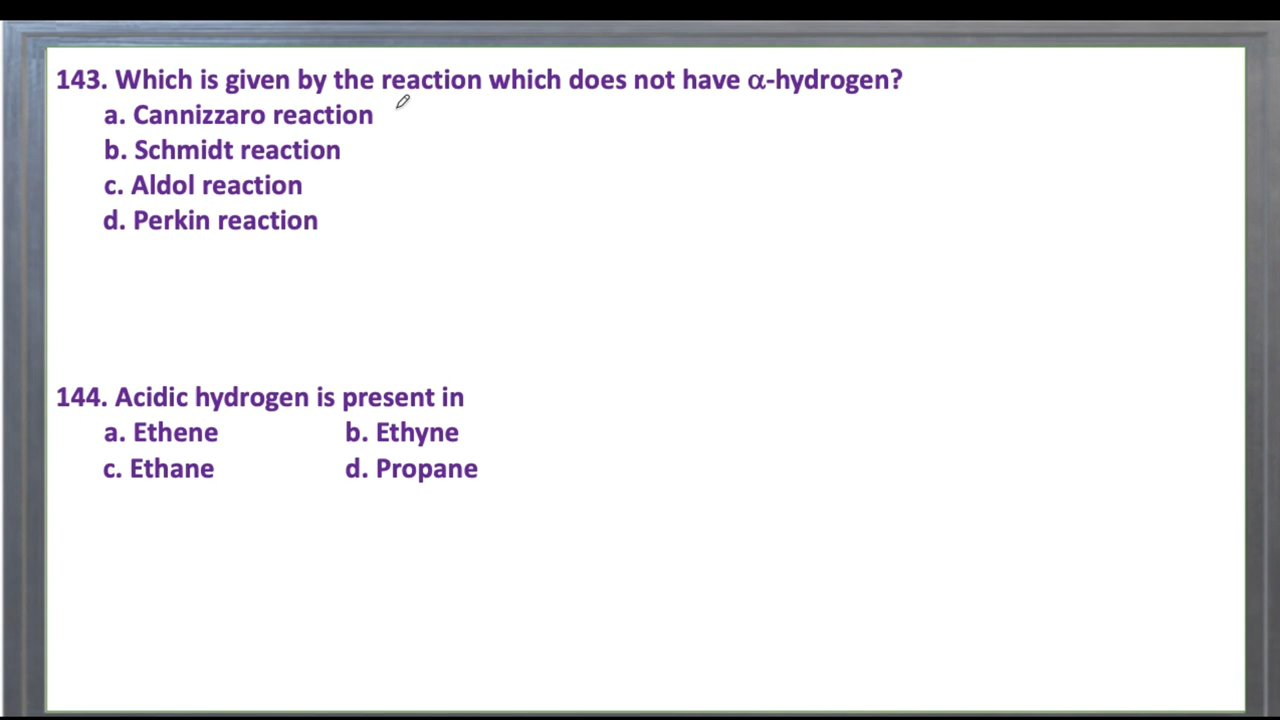 143. Which is given by the reaction which does not have α-hydrogen?
a. Cannizzaro reaction
b. Schmidt reaction
c. Aldol reaction
d. Perkin reaction
144. Acidic hydrogen is present in
a. Ethene b. Ethyne
c. Ethane d. Propane